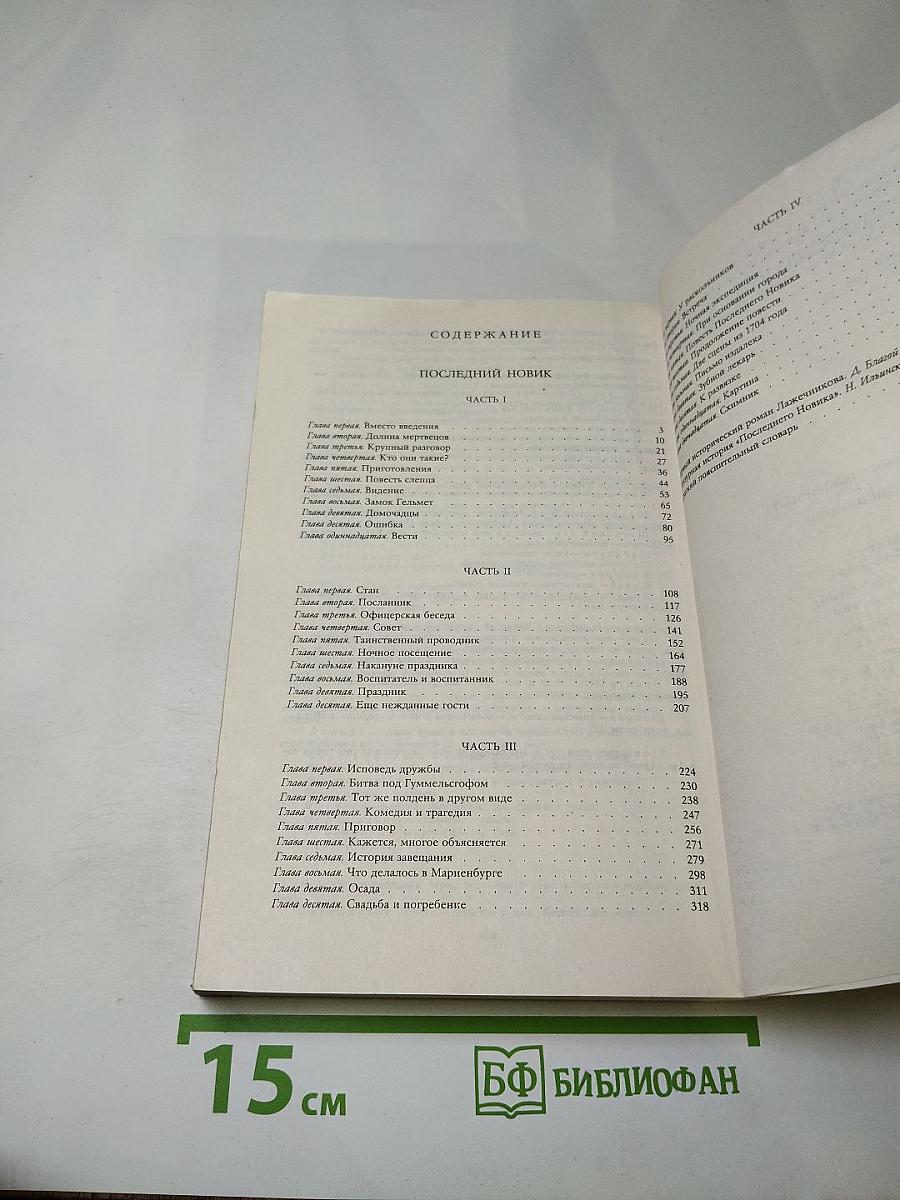 СОДЕРЖАНИЕ
ПОСЛЕДНИЙ НОВИК
ЧАСТЬ I
Глава первая. Вместо введения 3
Глава вторая. Долина мертвецов 10
Глава третья. Крупный разговор 21
Глава четвертая. Кто они такие? 27
Глава пятая. Приготовления 36
Глава шестая. Повесть слепца 44
Глава седьмая. Видение 53
Глава восьмая. Замок Гельмет 65
Глава девятая. Домочадцы 72
Глава десятая. Ошибка 80
Глава одиннадцатая. Вести 95
ЧАСТЬ II
Глава первая. Стан 108
Глава вторая. Посланник 117
Глава третья. Офицерская беседа 126
Глава четвертая. Совет 141
Глава пятая. Таинственный проводник 152
Глава шестая. Ночное посещение 164
Глава седьмая. Накануне праздника 177
Глава восьмая. Воспитатель и воспитанник 188
Глава девятая. Праздник 195
Глава десятая. Еще нежданные гости 207
ЧАСТЬ III
Глава первая. Исповедь дружбы 224
Глава вторая. Битва под Гуммельсгофом 230
Глава третья. Тот же полдень в другом виде 238
Глава четвертая. Комедия и трагедия 247
Глава пятая. Приговор 256
Глава шестая. Кажется, многое объясняется 271
Глава седьмая. История завещания 279
Глава восьмая. Что делалось в Мариенбурге 298
Глава девятая. Осада 311
Глава десятая. Свадьба и погребение 318
ЧАСТЬ IV
У раскольников
Встреча
Ночная экспедиция
При основании города
Повесть Последнего Новика
Продолжение повести
Две сцены из 1704 года
Письмо издалека
Зубной лекарь
К развязке
Картина
Схимник
исторический роман Лажечникова. Д. Благой
история «Последнего Новика». Н. Ильинск
пояснительный словарь
15 см
БФ БИБЛИОФАН